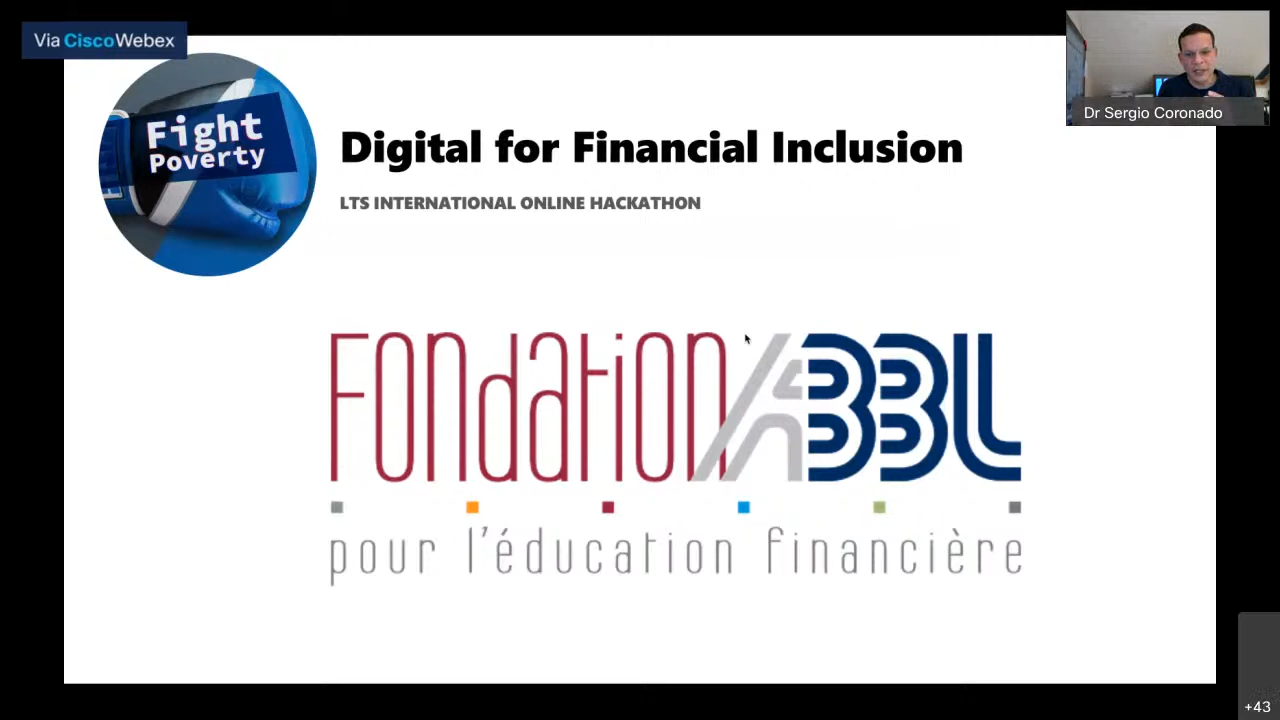 Via CiscoWebex
Dr Sergio Coronado
Fight
Poverty
Digital for Financial Inclusion
LTS INTERNATIONAL ONLINE HACKATHON
Fondation ABBL
pour l'éducation financière
+43